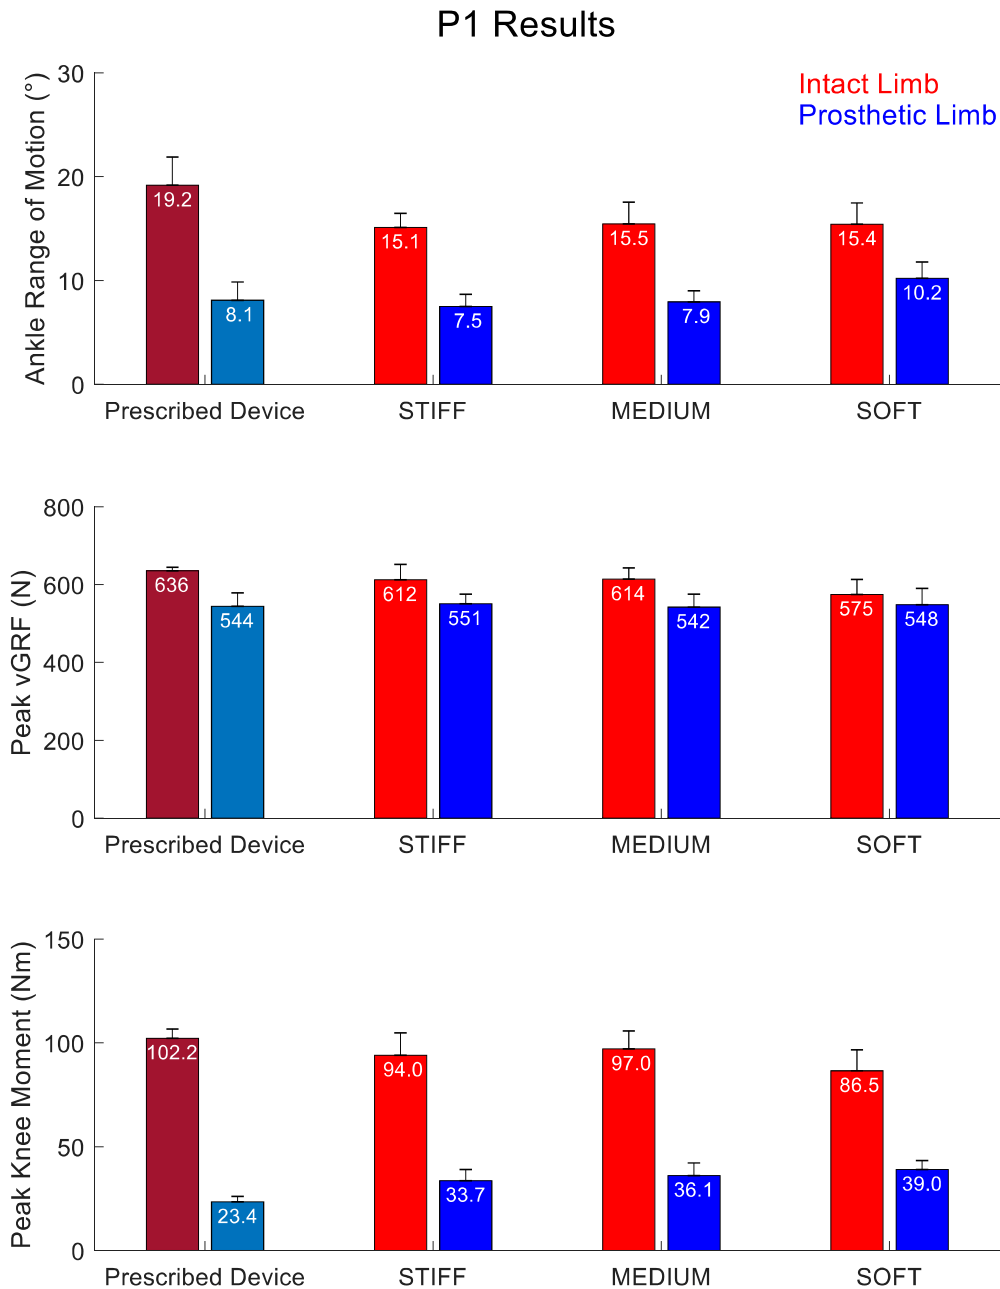 P1 Results
Intact Limb
Prosthetic Limb
Ankle Range of Motion (°)
30
20
10
0
19.2
8.1
15.1
7.5
15.5
7.9
15.4
10.2
Prescribed Device
STIFF
MEDIUM
SOFT
Peak vGRF (N)
800
600
400
200
0
636
544
612
551
614
542
575
548
Prescribed Device
STIFF
MEDIUM
SOFT
Peak Knee Moment (Nm)
150
100
50
0
102.2
23.4
94.0
33.7
97.0
36.1
86.5
39.0
Prescribed Device
STIFF
MEDIUM
SOFT